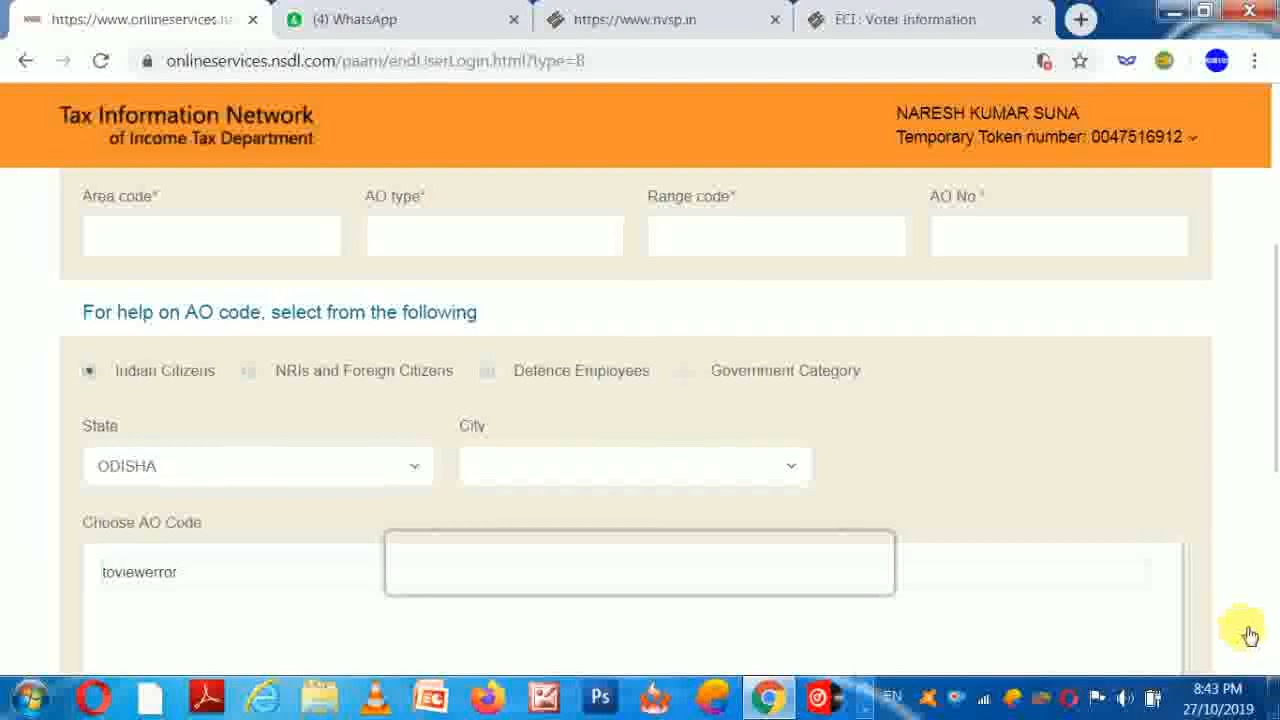 https://www.onlineservices.ns
(4) WhatsApp
https://www.nvsp.in
ECI : Voter Information
onlineservices.nsdl.com/paam/endUserLogin.html?type=B
Tax Information Network
of Income Tax Department
NARESH KUMAR SUNA
Temporary Token number: 0047516912
Area code*
AO type*
Range code*
AO No *
For help on AO code, select from the following
Indian Citizens
NRIs and Foreign Citizens
Defence Employees
Government Category
State
City
ODISHA
Choose AO Code
toviewerror
EC
Ps
EN
8:43 PM
27/10/2019